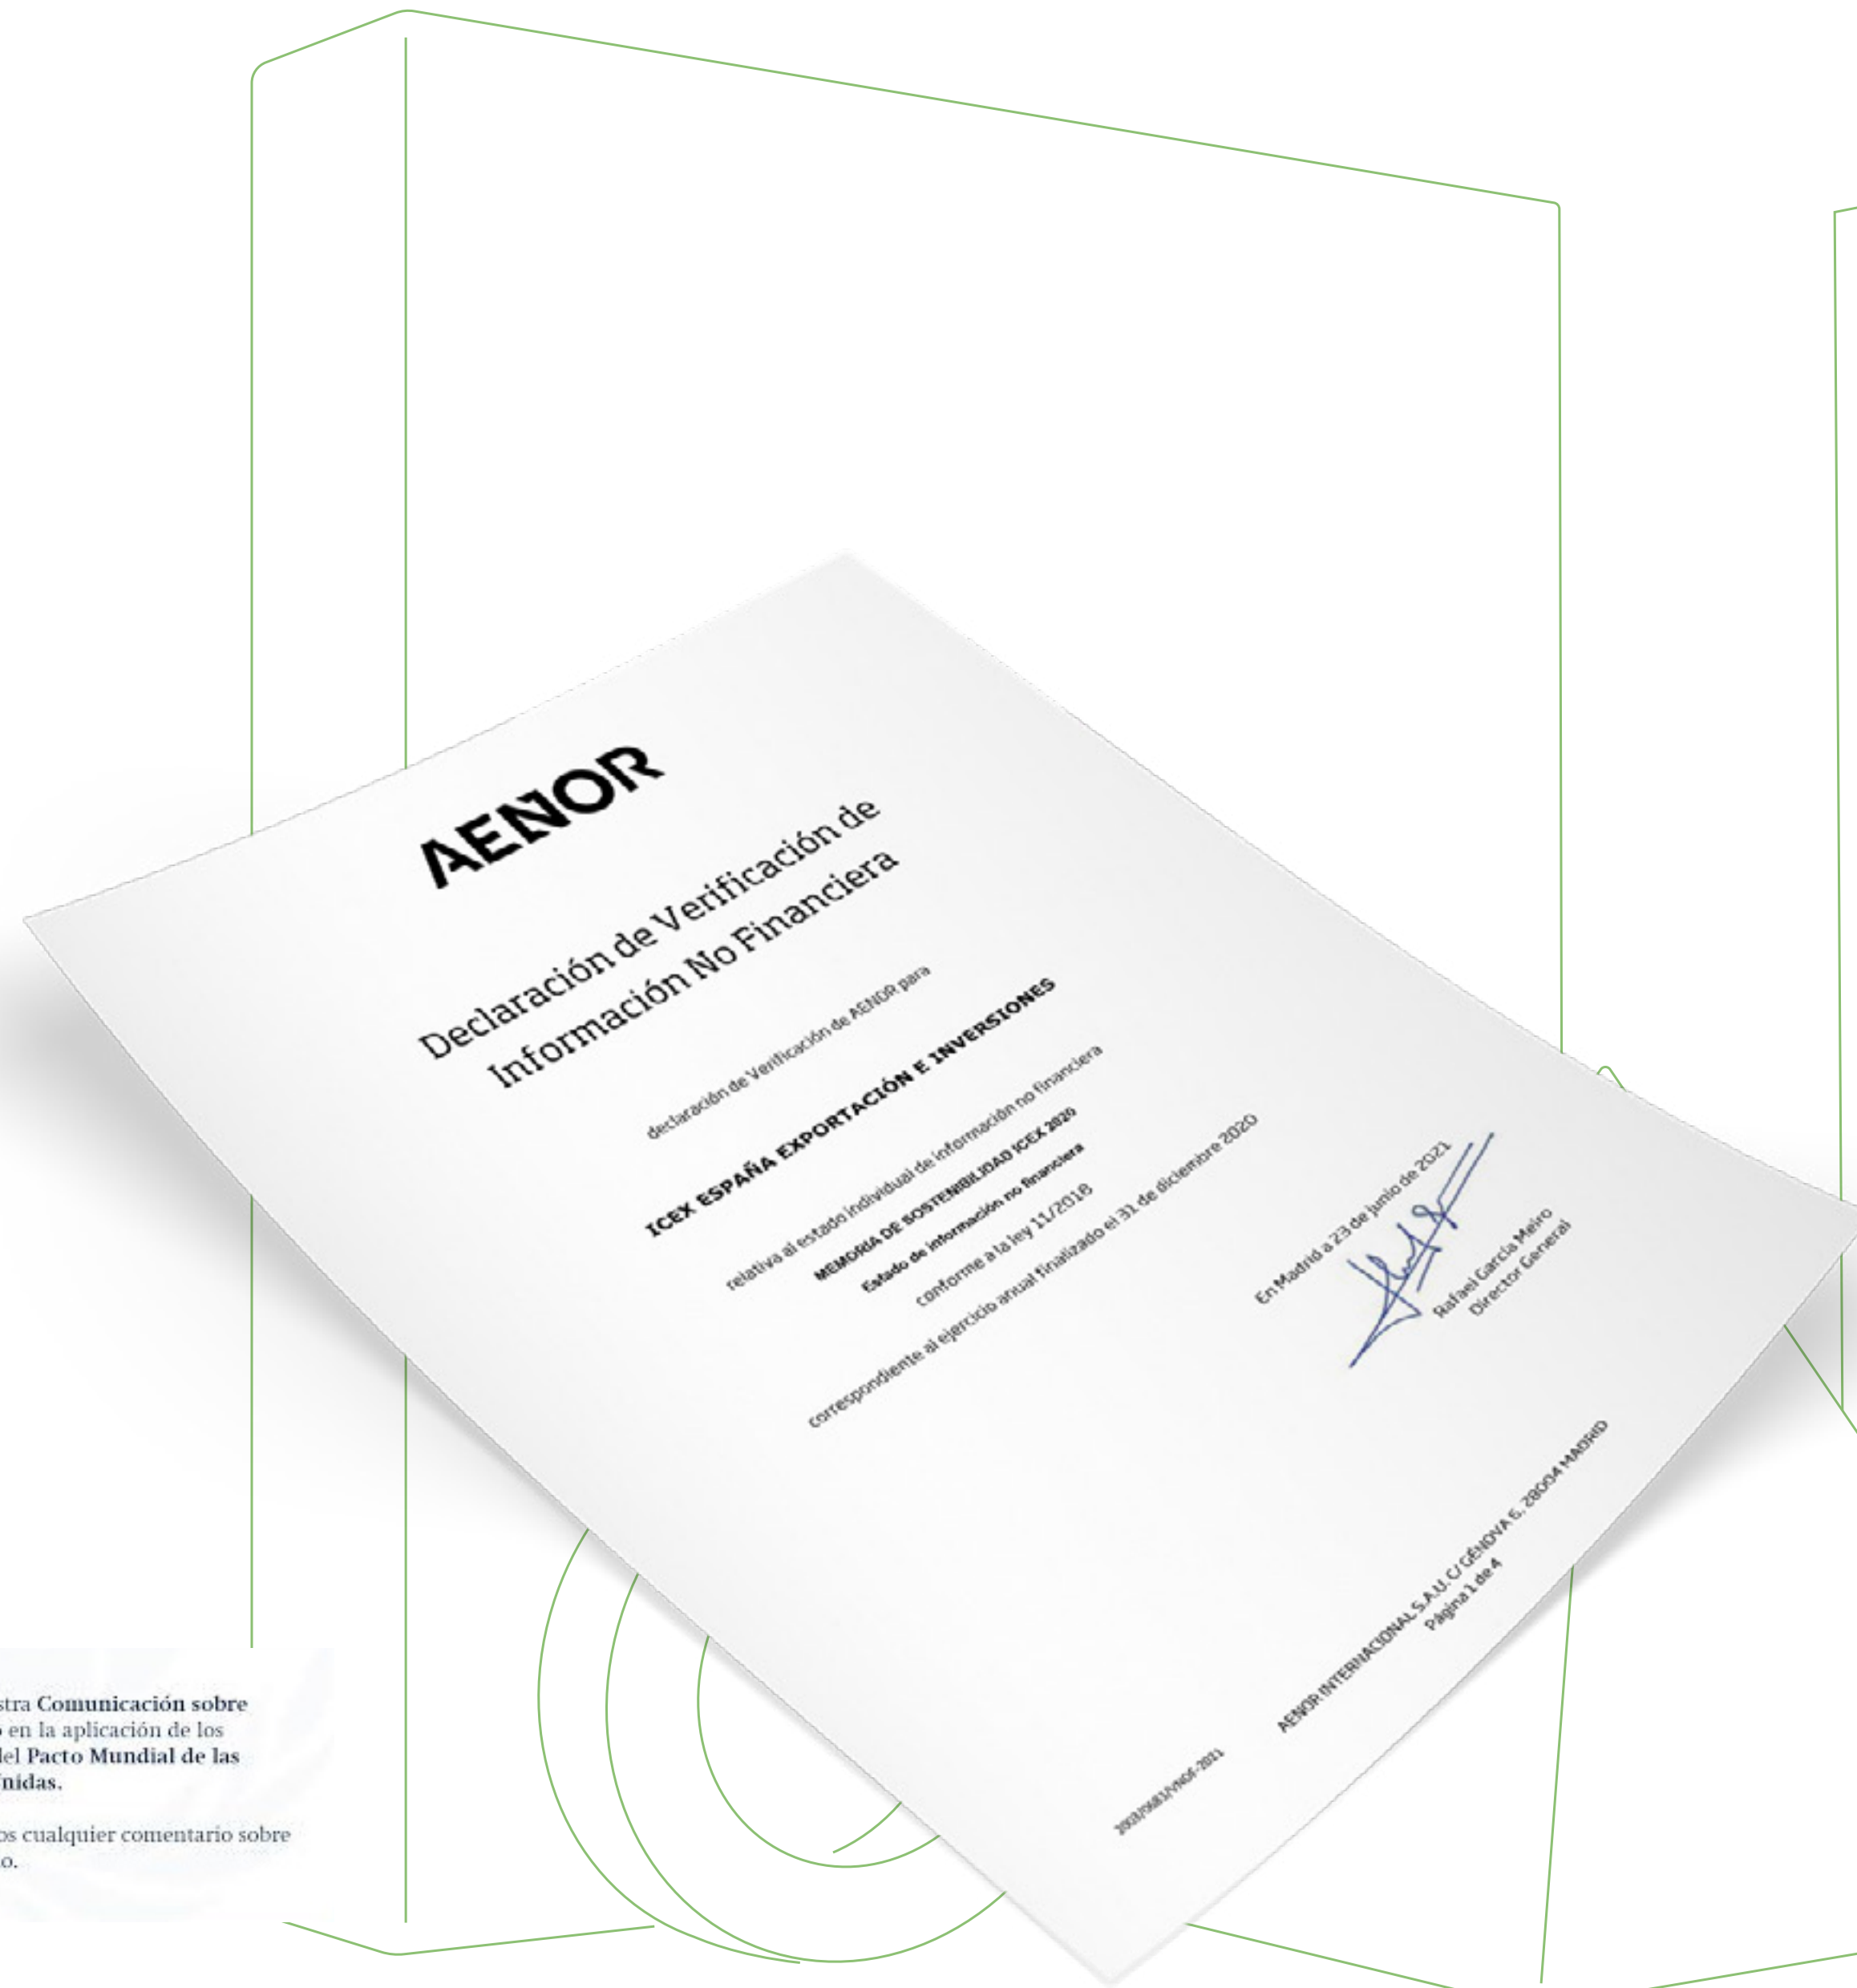 AENOR
Declaración de Verificación de
Información No Financiera
declaración de Verificación de AENOR para
ICEX ESPAÑA EXPORTACIÓN E INVERSIONES
relativa al estado individual de información no financiera
MEMORIA DE SOSTENIBILIDAD ICEX 2020
Estado de información no financiera
conforme a la ley 11/2018
correspondiente al ejercicio anual finalizado el 31 de diciembre 2020
En Madrid a 23 de junio de 2021
Rafael García Meiro
Director General
AENOR INTERNACIONAL S.A.U. C/ GÉNOVA 6, 28004 MADRID
Página 1 de 4
2003/0681/VNOF-2021
stra Comunicación sobre
o en la aplicación de los
del Pacto Mundial de las
nidas.
os cualquier comentario sobre
o.